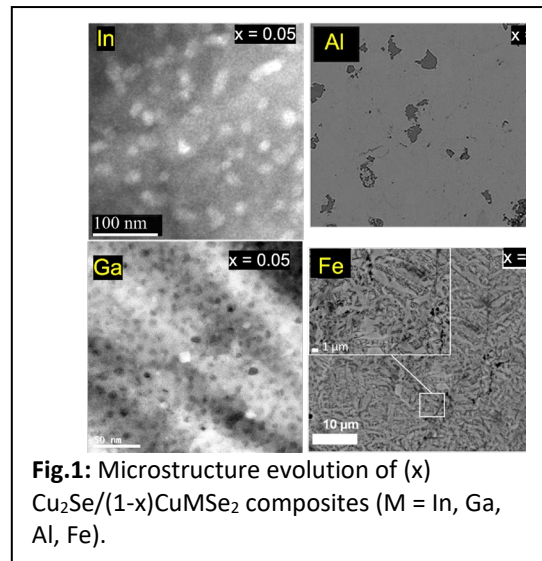 In
x = 0.05
Al
x =
100 nm
Ga
x = 0.05
Fe
x =
1 μm
50 nm
10 μm
Fig.1: Microstructure evolution of (x)
Cu₂Se/(1-x)CuMSe₂ composites (M = In, Ga,
Al, Fe).